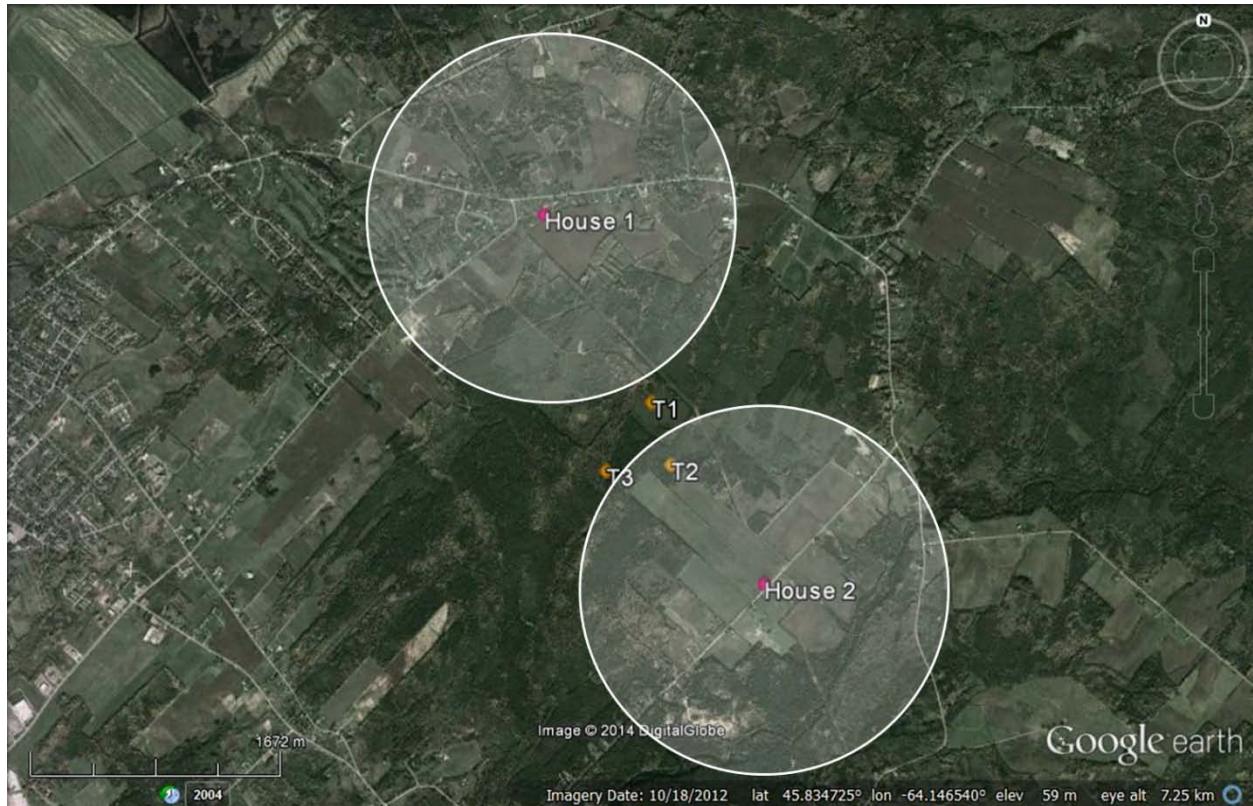 N
House 1
T1
T2
T3
House 2
Image © 2014 DigitalGlobe
Google earth
1672 m
2004
Imagery Date: 10/18/2012 lat 45.834725° lon -64.146540° elev 59 m eye alt 7.25 km